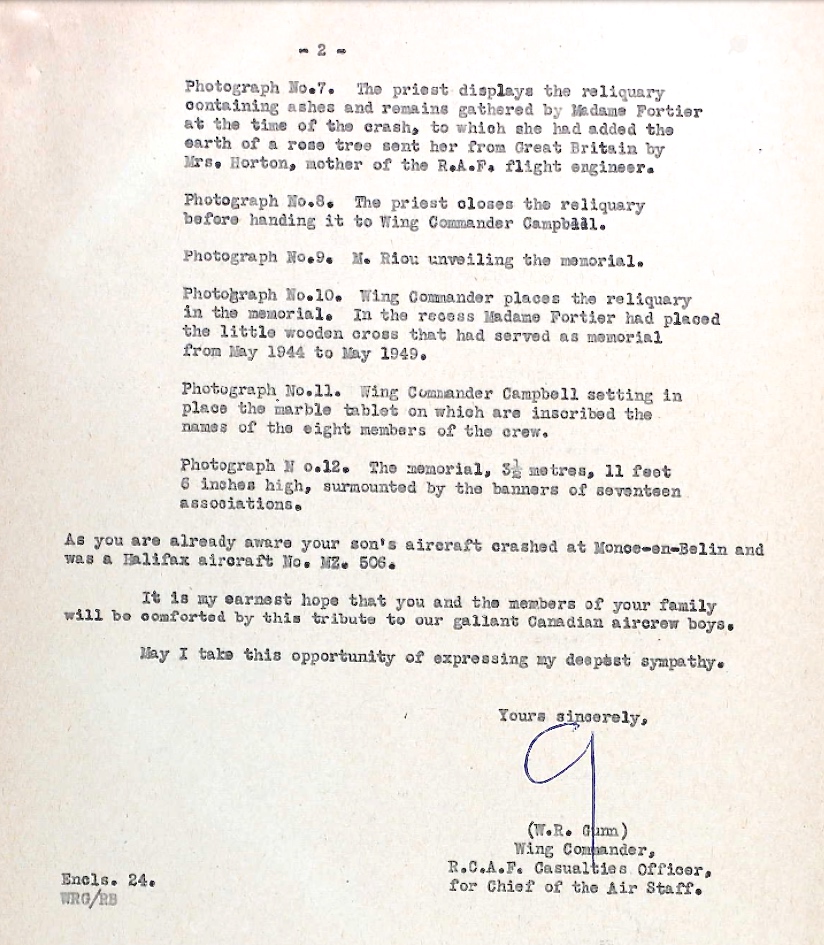 - 2 -
Photograph No.7. The priest displays the reliquary
containing ashes and remains gathered by Madame Fortier
at the time of the crash, to which she had added the
earth of a rose tree sent her from Great Britain by
Mrs. Horton, mother of the R.A.F. flight engineer.
Photograph No.8. The priest closes the reliquary
before handing it to Wing Commander Campbell.
Photograph No.9. M. Riou unveiling the memorial.
Photograph No.10. Wing Commander places the reliquary
in the memorial. In the recess Madame Fortier had placed
the little wooden cross that had served as memorial
from May 1944 to May 1949.
Photograph No.11. Wing Commander Campbell setting in
place the marble tablet on which are inscribed the
names of the eight members of the crew.
Photograph N o.12. The memorial, 3½ metres, 11 feet
6 inches high, surmounted by the banners of seventeen
associations.
As you are already aware your son's aircraft crashed at Monce-en-Belin and
was a Halifax aircraft No. MZ. 506.
It is my earnest hope that you and the members of your family
will be comforted by this tribute to our gallant Canadian aircrew boys.
May I take this opportunity of expressing my deepest sympathy.
Yours sincerely,
(W.R. Gunn)
Wing Commander,
R.C.A.F. Casualties Officer,
for Chief of the Air Staff.
Encls. 24.
WRG/RB